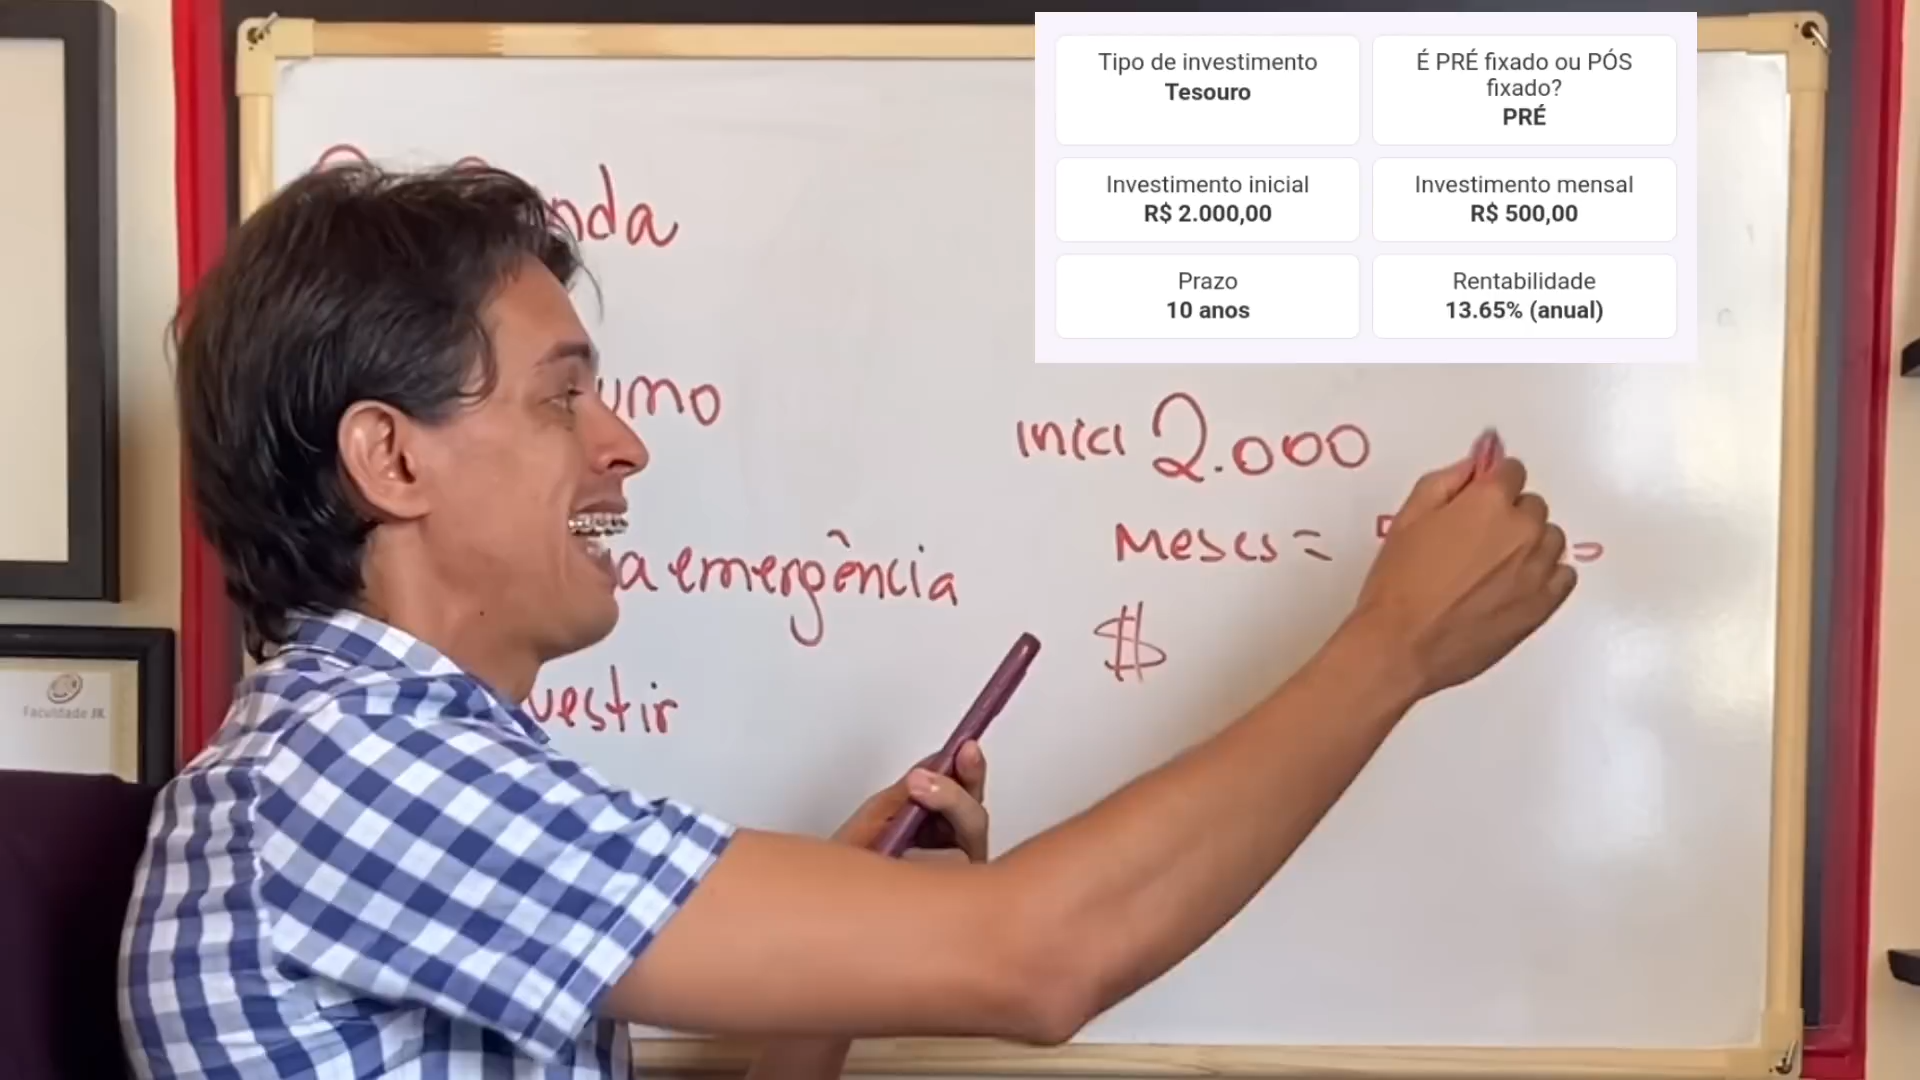 Tipo de investimento
Tesouro
É PRÉ fixado ou PÓS
fixado?
PRÉ
Investimento inicial
R$ 2.000,00
Investimento mensal
R$ 500,00
Prazo
10 anos
Rentabilidade
13.65% (anual)
nda
umo
a emergência
vestir
inici 2.000
Meses =
$
Faculdade JK